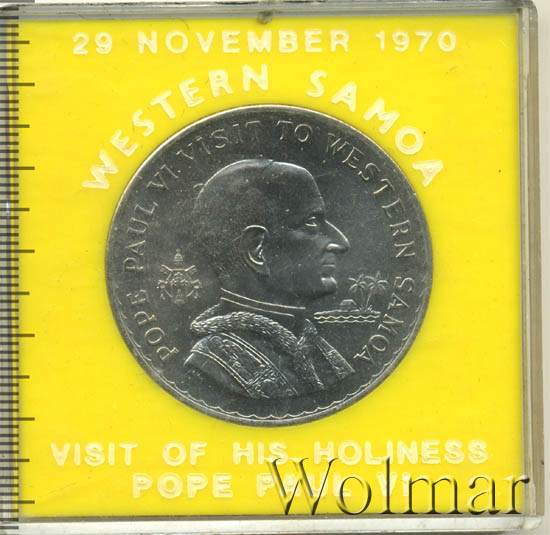 29 NOVEMBER 1970
WESTERN SAMOA
POPE PAUL VI VISIT TO WESTERN SAMOA
VISIT OF HIS HOLINESS
POPE PAUL VI
Wolmar